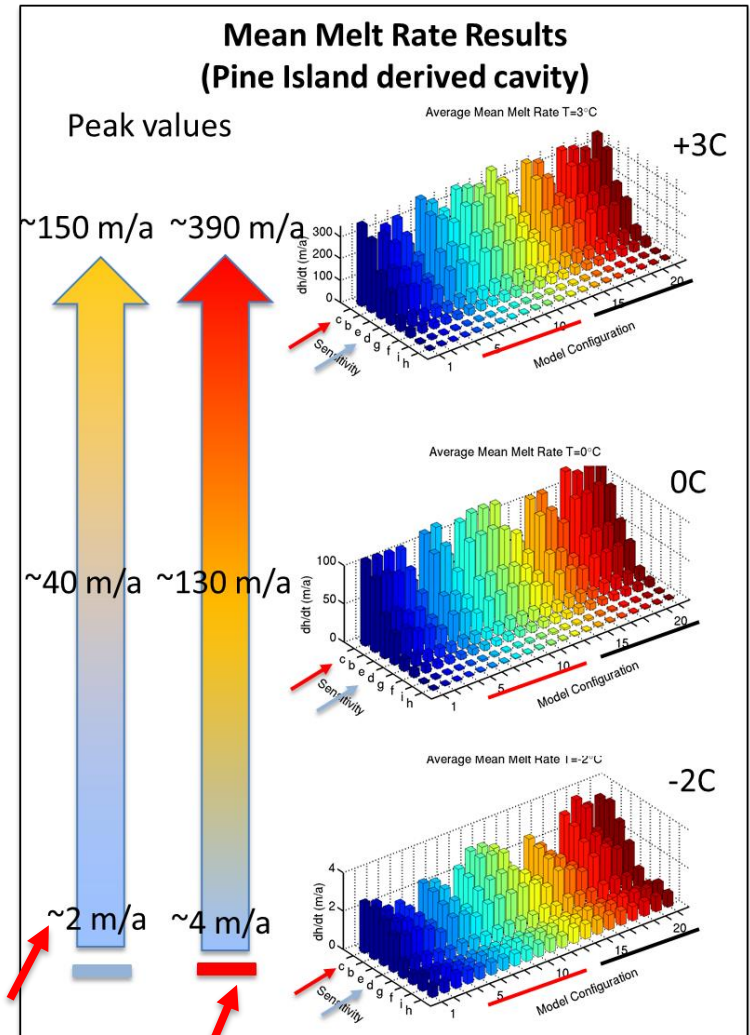 Mean Melt Rate Results
(Pine Island derived cavity)
Peak values
~150 m/a ~390 m/a
~40 m/a ~130 m/a
~2 m/a ~4 m/a
Average Mean Melt Rate T=3°C
+3C
300
200
100
0
dh/dt (m/a)
c b e d g f i h
Sensitivity
1 5 10 15 20
Model Configuration
Average Mean Melt Rate T=0°C
0C
100
50
0
dh/dt (m/a)
c b e d g f i h
Sensitivity
1 5 10 15 20
Model Configuration
Average Mean Melt Rate T=-2°C
-2C
4
2
0
dh/dt (m/a)
c b e d g f i h
Sensitivity
1 5 10 15 20
Model Configuration